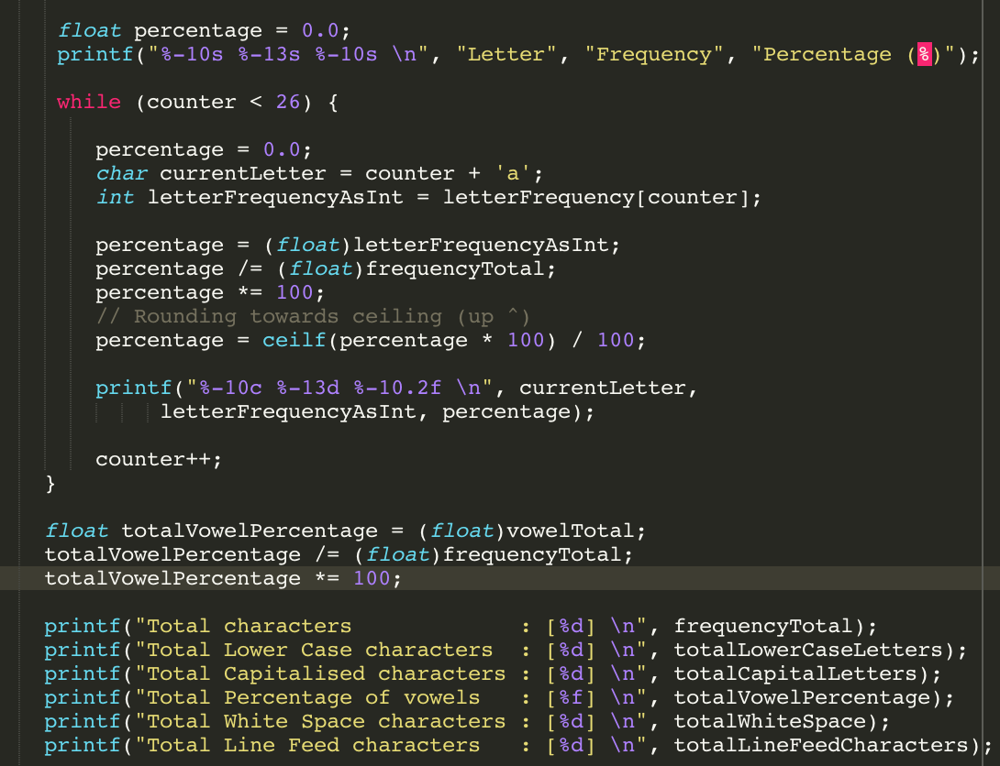 float percentage = 0.0;
printf("%-10s %-13s %-10s \n", "Letter", "Frequency", "Percentage (%)");
while (counter < 26) {
percentage = 0.0;
char currentLetter = counter + 'a';
int letterFrequencyAsInt = letterFrequency[counter];
percentage = (float)letterFrequencyAsInt;
percentage /= (float)frequencyTotal;
percentage *= 100;
// Rounding towards ceiling (up ^)
percentage = ceilf(percentage * 100) / 100;
printf("%-10c %-13d %-10.2f \n", currentLetter,
letterFrequencyAsInt, percentage);
counter++;
}
float totalVowelPercentage = (float)vowelTotal;
totalVowelPercentage /= (float)frequencyTotal;
totalVowelPercentage *= 100;
printf("Total characters             : [%d] \n", frequencyTotal);
printf("Total Lower Case characters  : [%d] \n", totalLowerCaseLetters);
printf("Total Capitalised characters : [%d] \n", totalCapitalLetters);
printf("Total Percentage of vowels   : [%f] \n", totalVowelPercentage);
printf("Total White Space characters : [%d] \n", totalWhiteSpace);
printf("Total Line Feed characters   : [%d] \n", totalLineFeedCharacters);